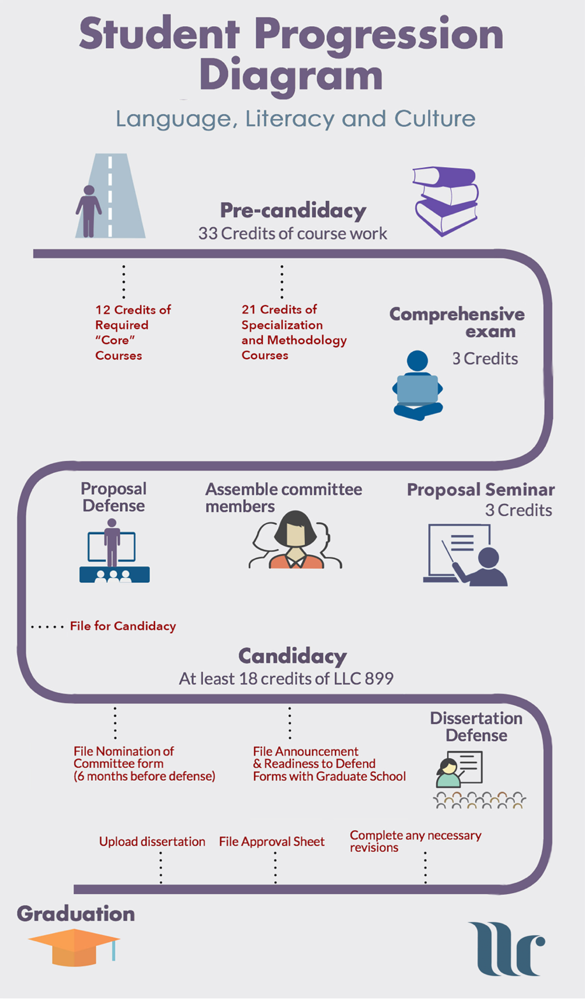 Student Progression
Diagram
Language, Literacy and Culture
Pre-candidacy
33 Credits of course work
12 Credits of
Required
“Core”
Courses
21 Credits of
Specialization
and Methodology
Courses
Comprehensive
exam
3 Credits
Proposal Seminar
3 Credits
Assemble committee
members
Proposal
Defense
File for Candidacy
Candidacy
At least 18 credits of LLC 899
File Nomination of
Committee form
(6 months before defense)
File Announcement
& Readiness to Defend
Forms with Graduate School
Dissertation
Defense
Complete any necessary
revisions
File Approval Sheet
Upload dissertation
Graduation
llc